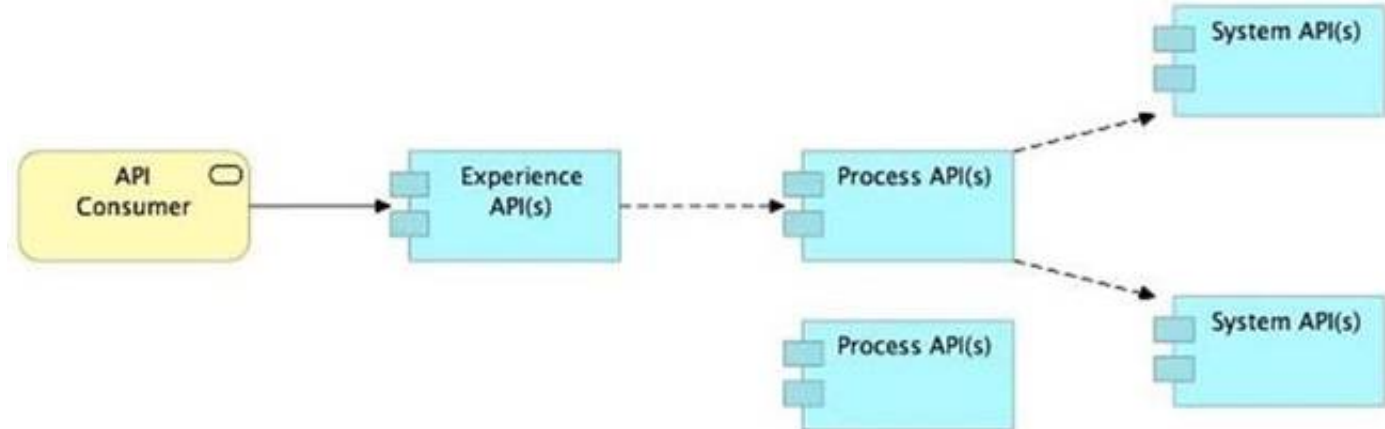 System API(s)
API
Consumer
Experience
API(s)
Process API(s)
Process API(s)
System API(s)